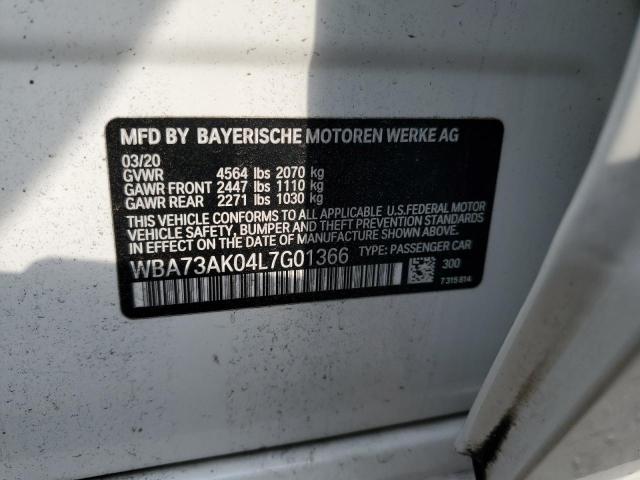 MFD BY BAYERISCHE MOTOREN WERKE AG
03/20
GVWR 4564 lbs 2070 kg
GAWR FRONT 2447 lbs 1110 kg
GAWR REAR 2271 lbs 1030 kg
THIS VEHICLE CONFORMS TO ALL APPLICABLE U.S.FEDERAL MOTOR
VEHICLE SAFETY, BUMPER AND THEFT PREVENTION STANDARDS
IN EFFECT ON THE DATE OF MANUFACTURE SHOWN ABOVE.
WBA73AK04L7G01366 TYPE: PASSENGER CAR
300
7315814